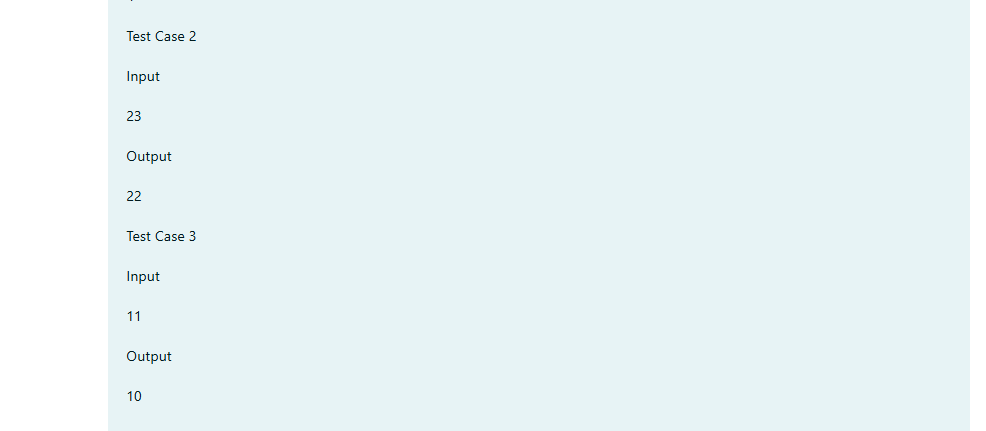 Test Case 2
Input
23
Output
22
Test Case 3
Input
11
Output
10